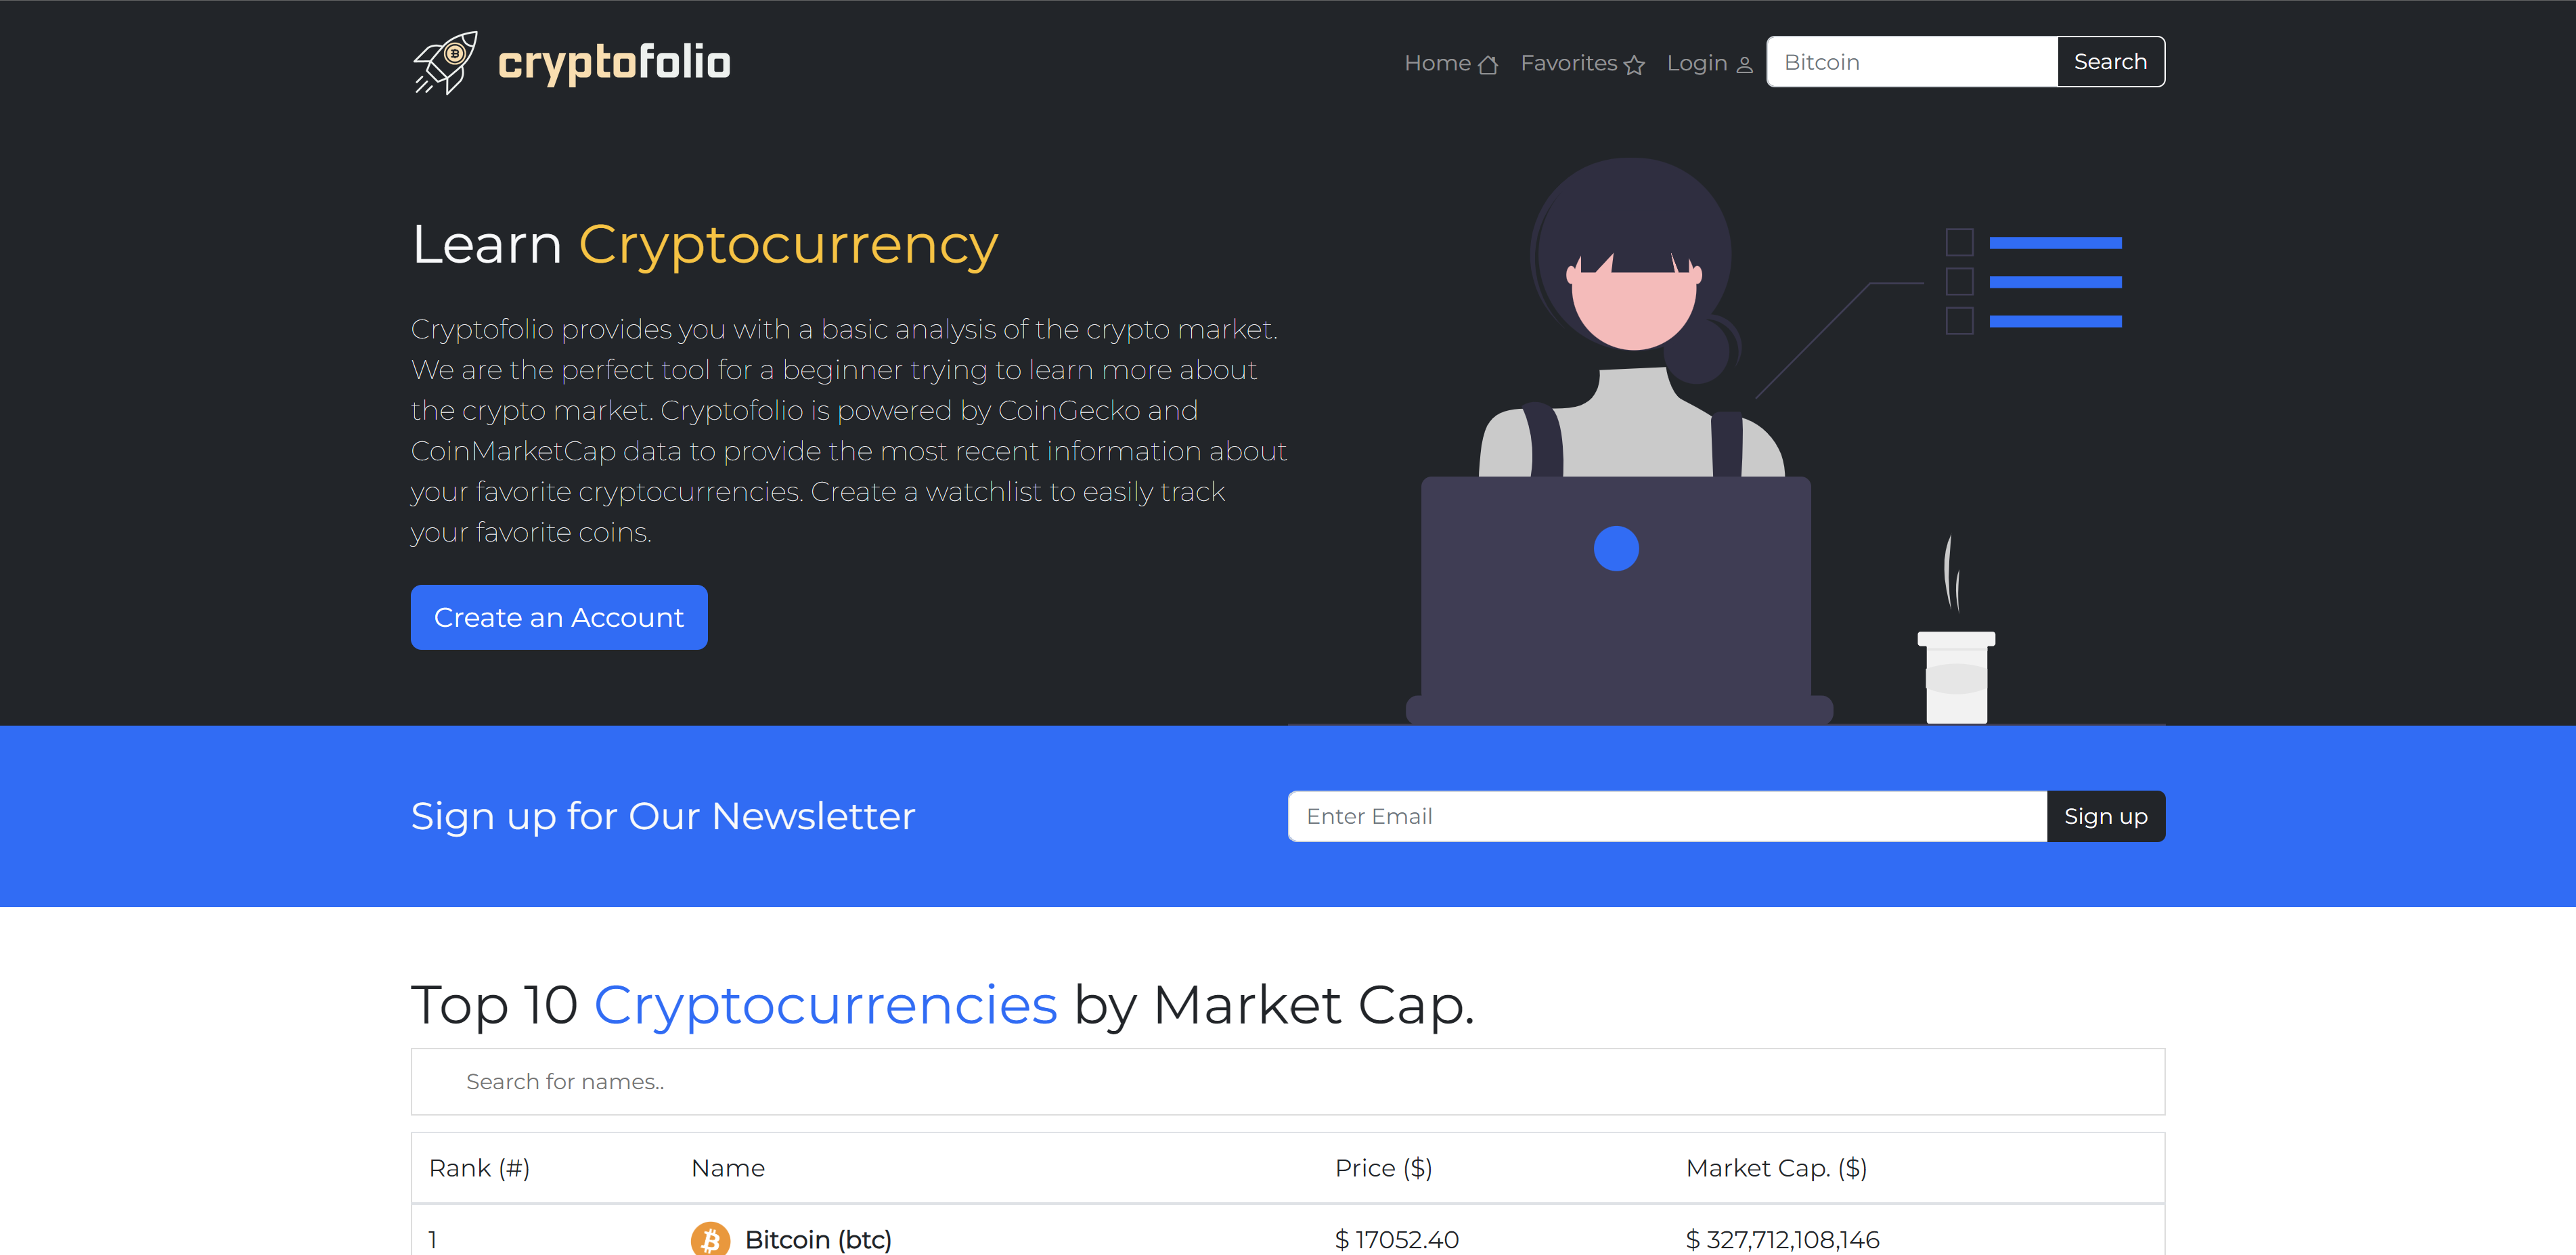 cryptofolio
Home Favorites Login Bitcoin Search
Learn Cryptocurrency
Cryptofolio provides you with a basic analysis of the crypto market.
We are the perfect tool for a beginner trying to learn more about
the crypto market. Cryptofolio is powered by CoinGecko and
CoinMarketCap data to provide the most recent information about
your favorite cryptocurrencies. Create a watchlist to easily track
your favorite coins.
Create an Account
Sign up for Our Newsletter Enter Email Sign up
Top 10 Cryptocurrencies by Market Cap.
Search for names..
Rank (#) Name Price ($) Market Cap. ($)
1 Bitcoin (btc) $ 17052.40 $ 327,712,108,146